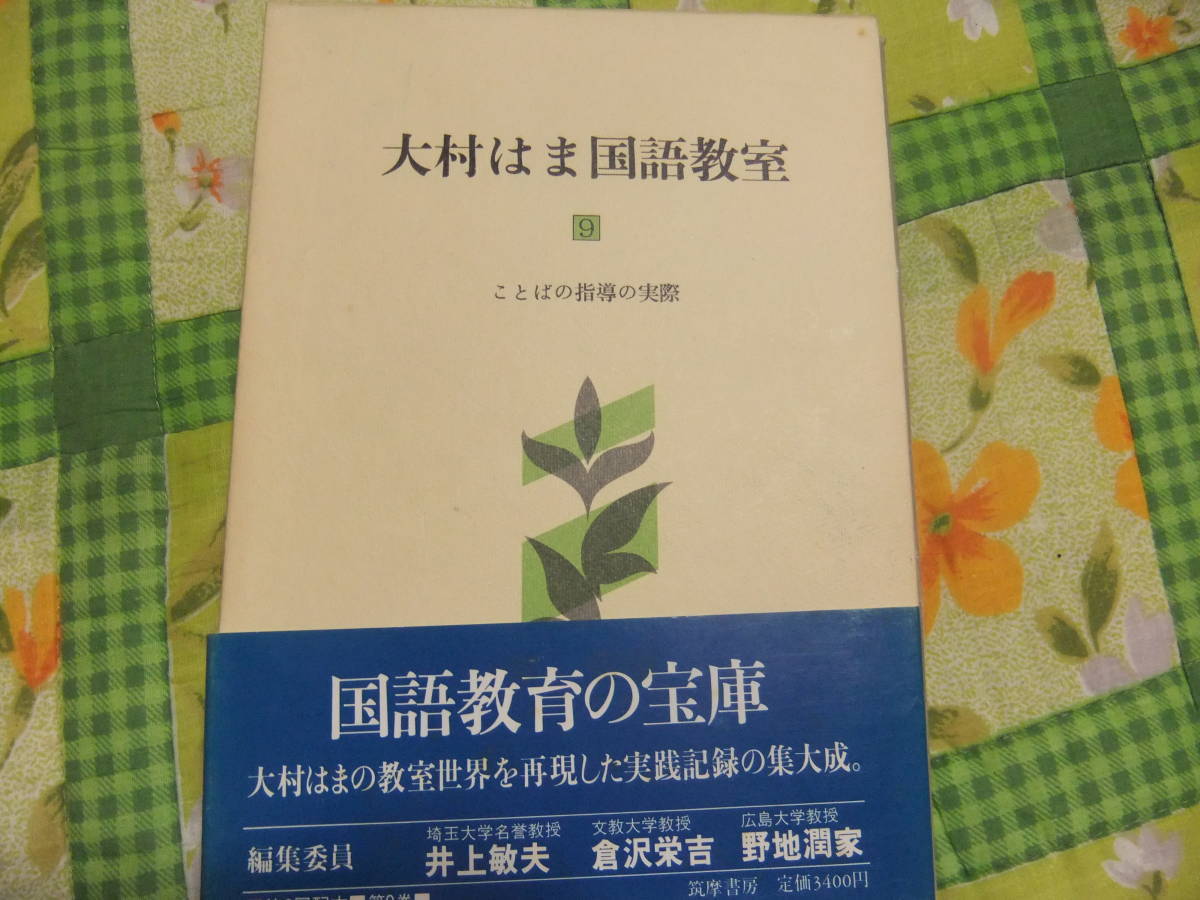 大村はま国語教室
9
ことばの指導の実際
国語教育の宝庫
大村はまの教室世界を再現した実践記録の集大成。
編集委員
埼玉大学名誉教授
井上敏夫
文教大学教授
倉沢栄吉
広島大学教授
野地潤家
筑摩書房 定価3400円